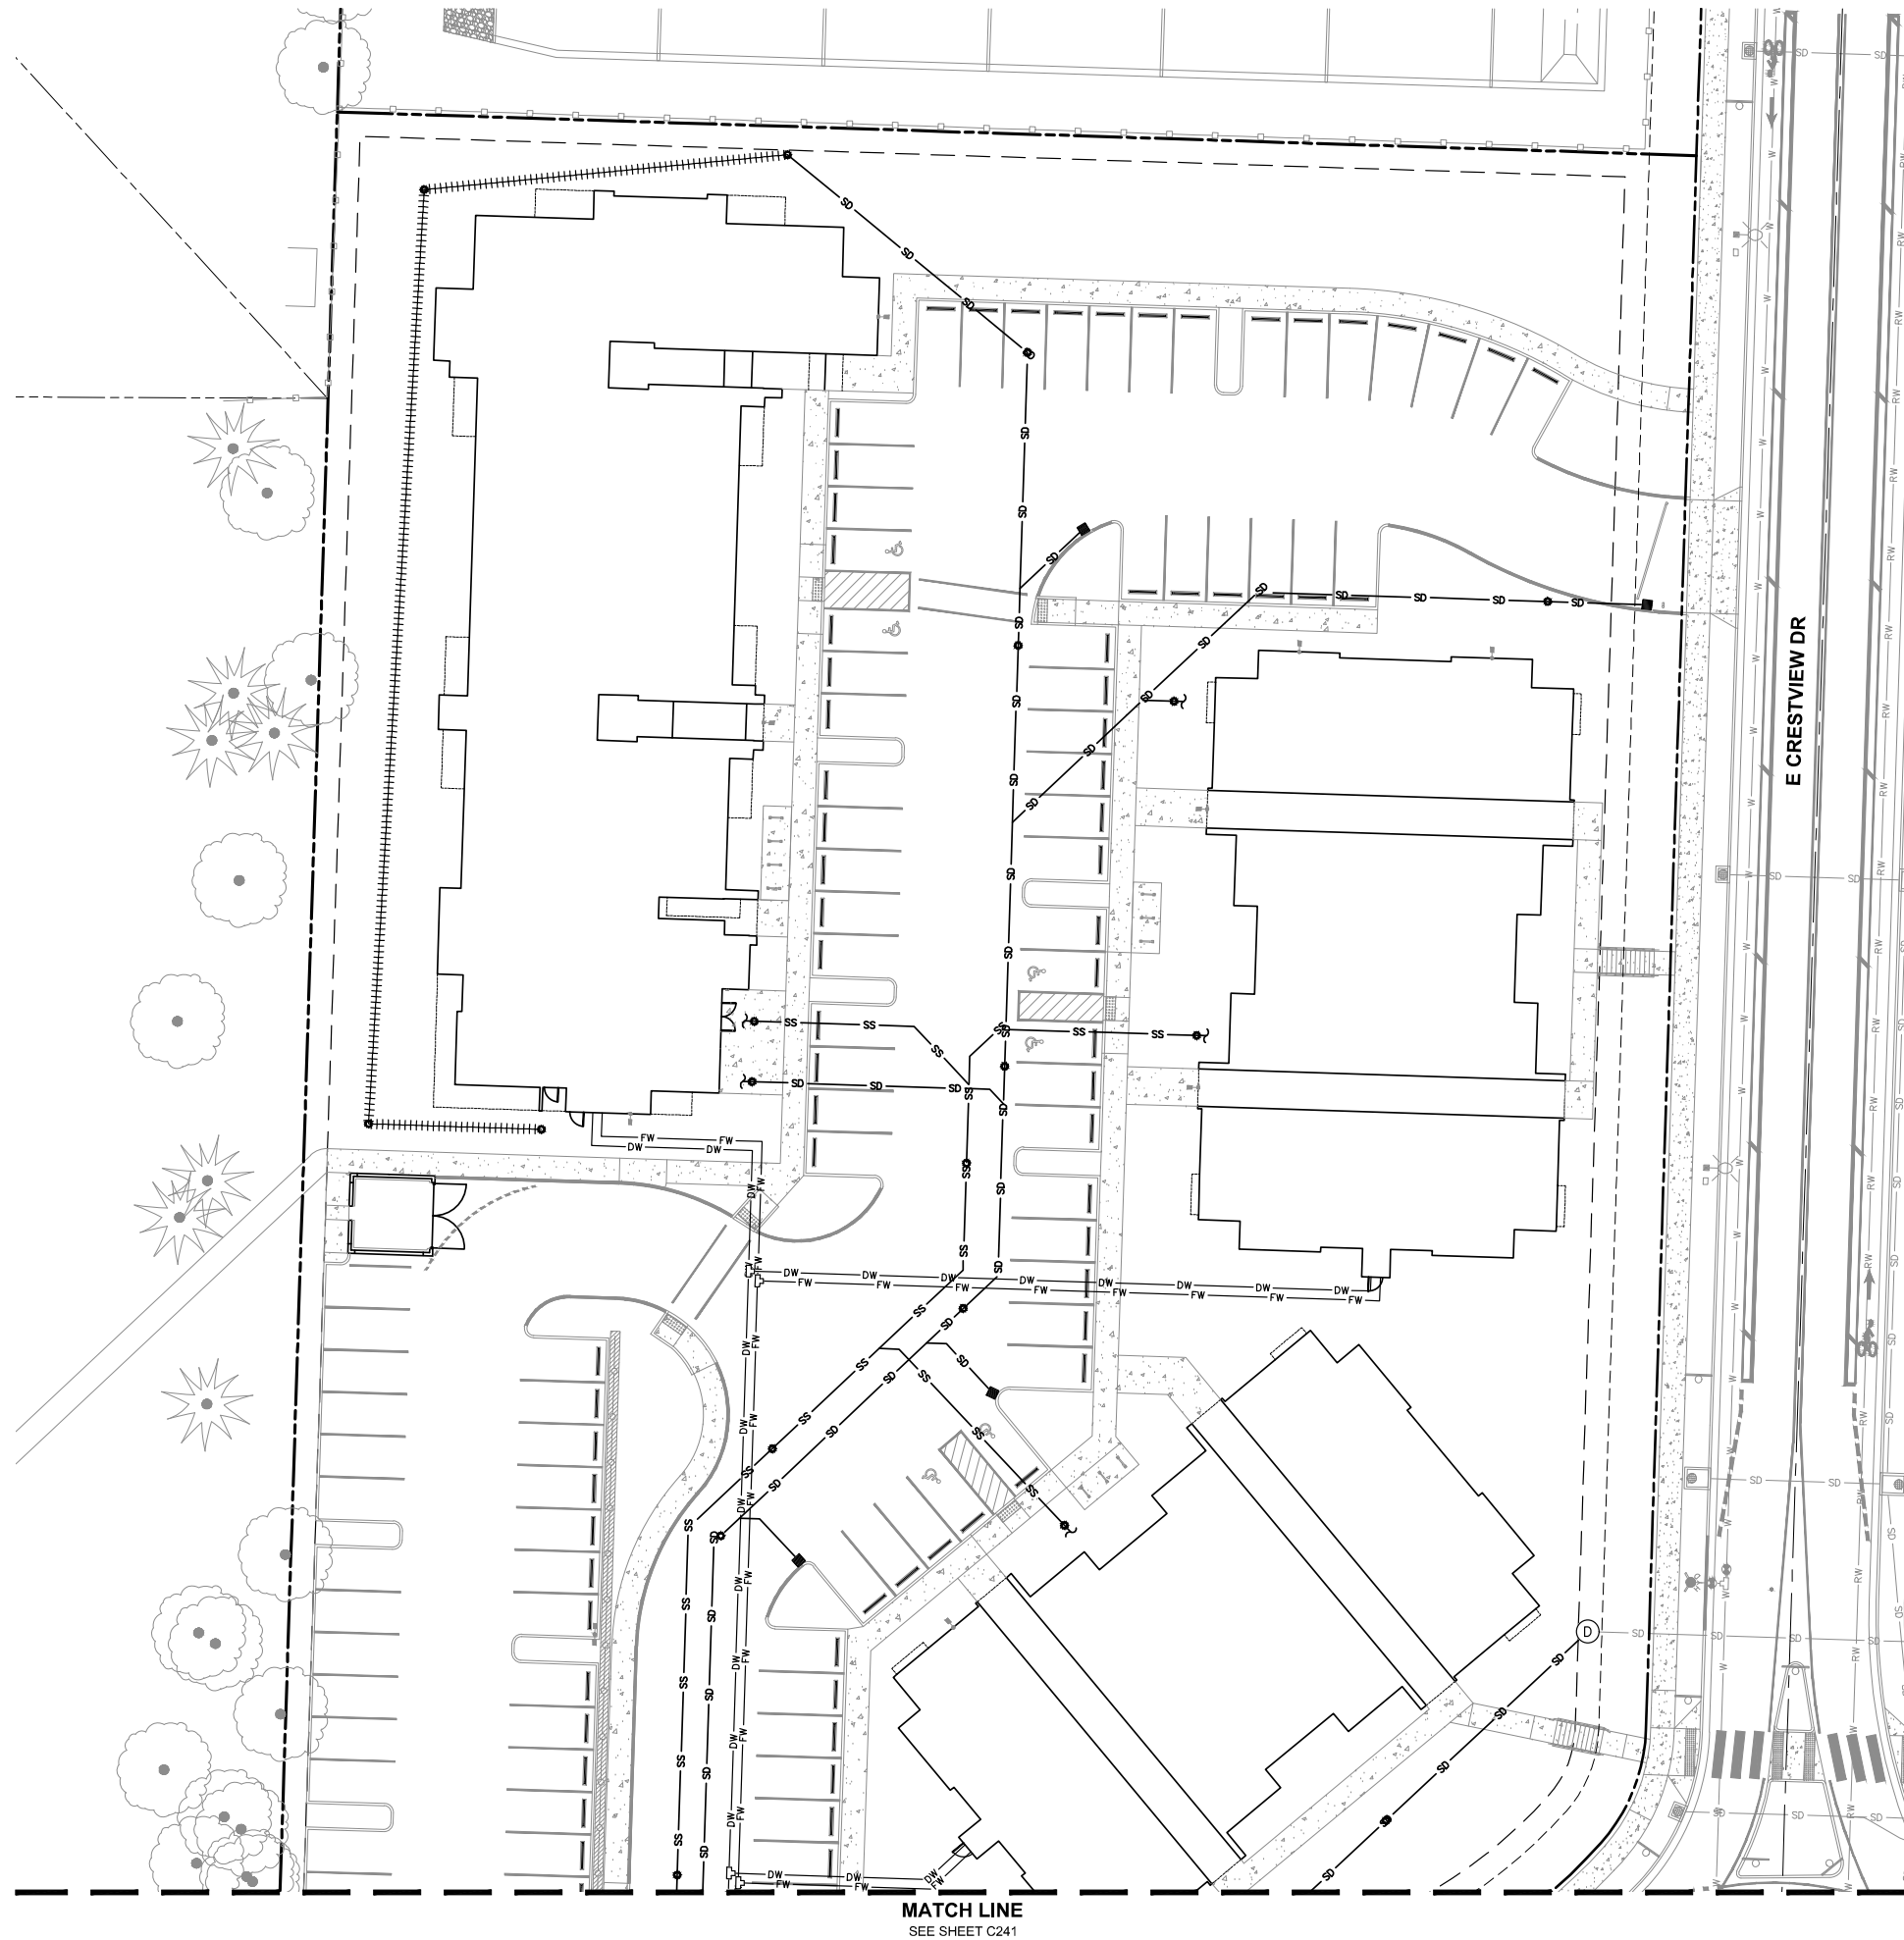 E CRESTVIEW DR
SD
SS
DW
FW
W
RW
D
MATCH LINE
SEE SHEET C241